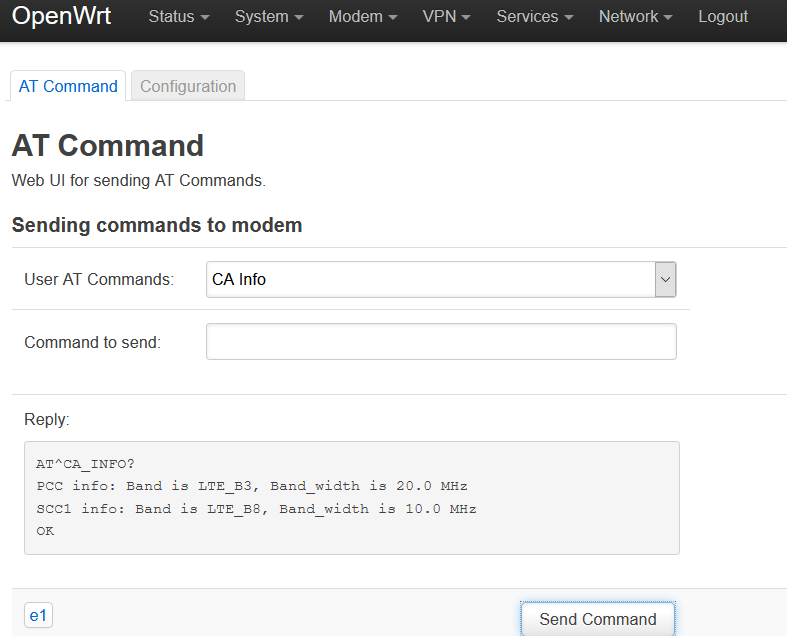 OpenWrt Status System Modem VPN Services Network Logout
AT Command Configuration
AT Command
Web UI for sending AT Commands.
Sending commands to modem
User AT Commands: CA Info
Command to send:
Reply:
AT^CA_INFO?
PCC info: Band is LTE_B3, Band_width is 20.0 MHz
SCC1 info: Band is LTE_B8, Band_width is 10.0 MHz
OK
e1 Send Command